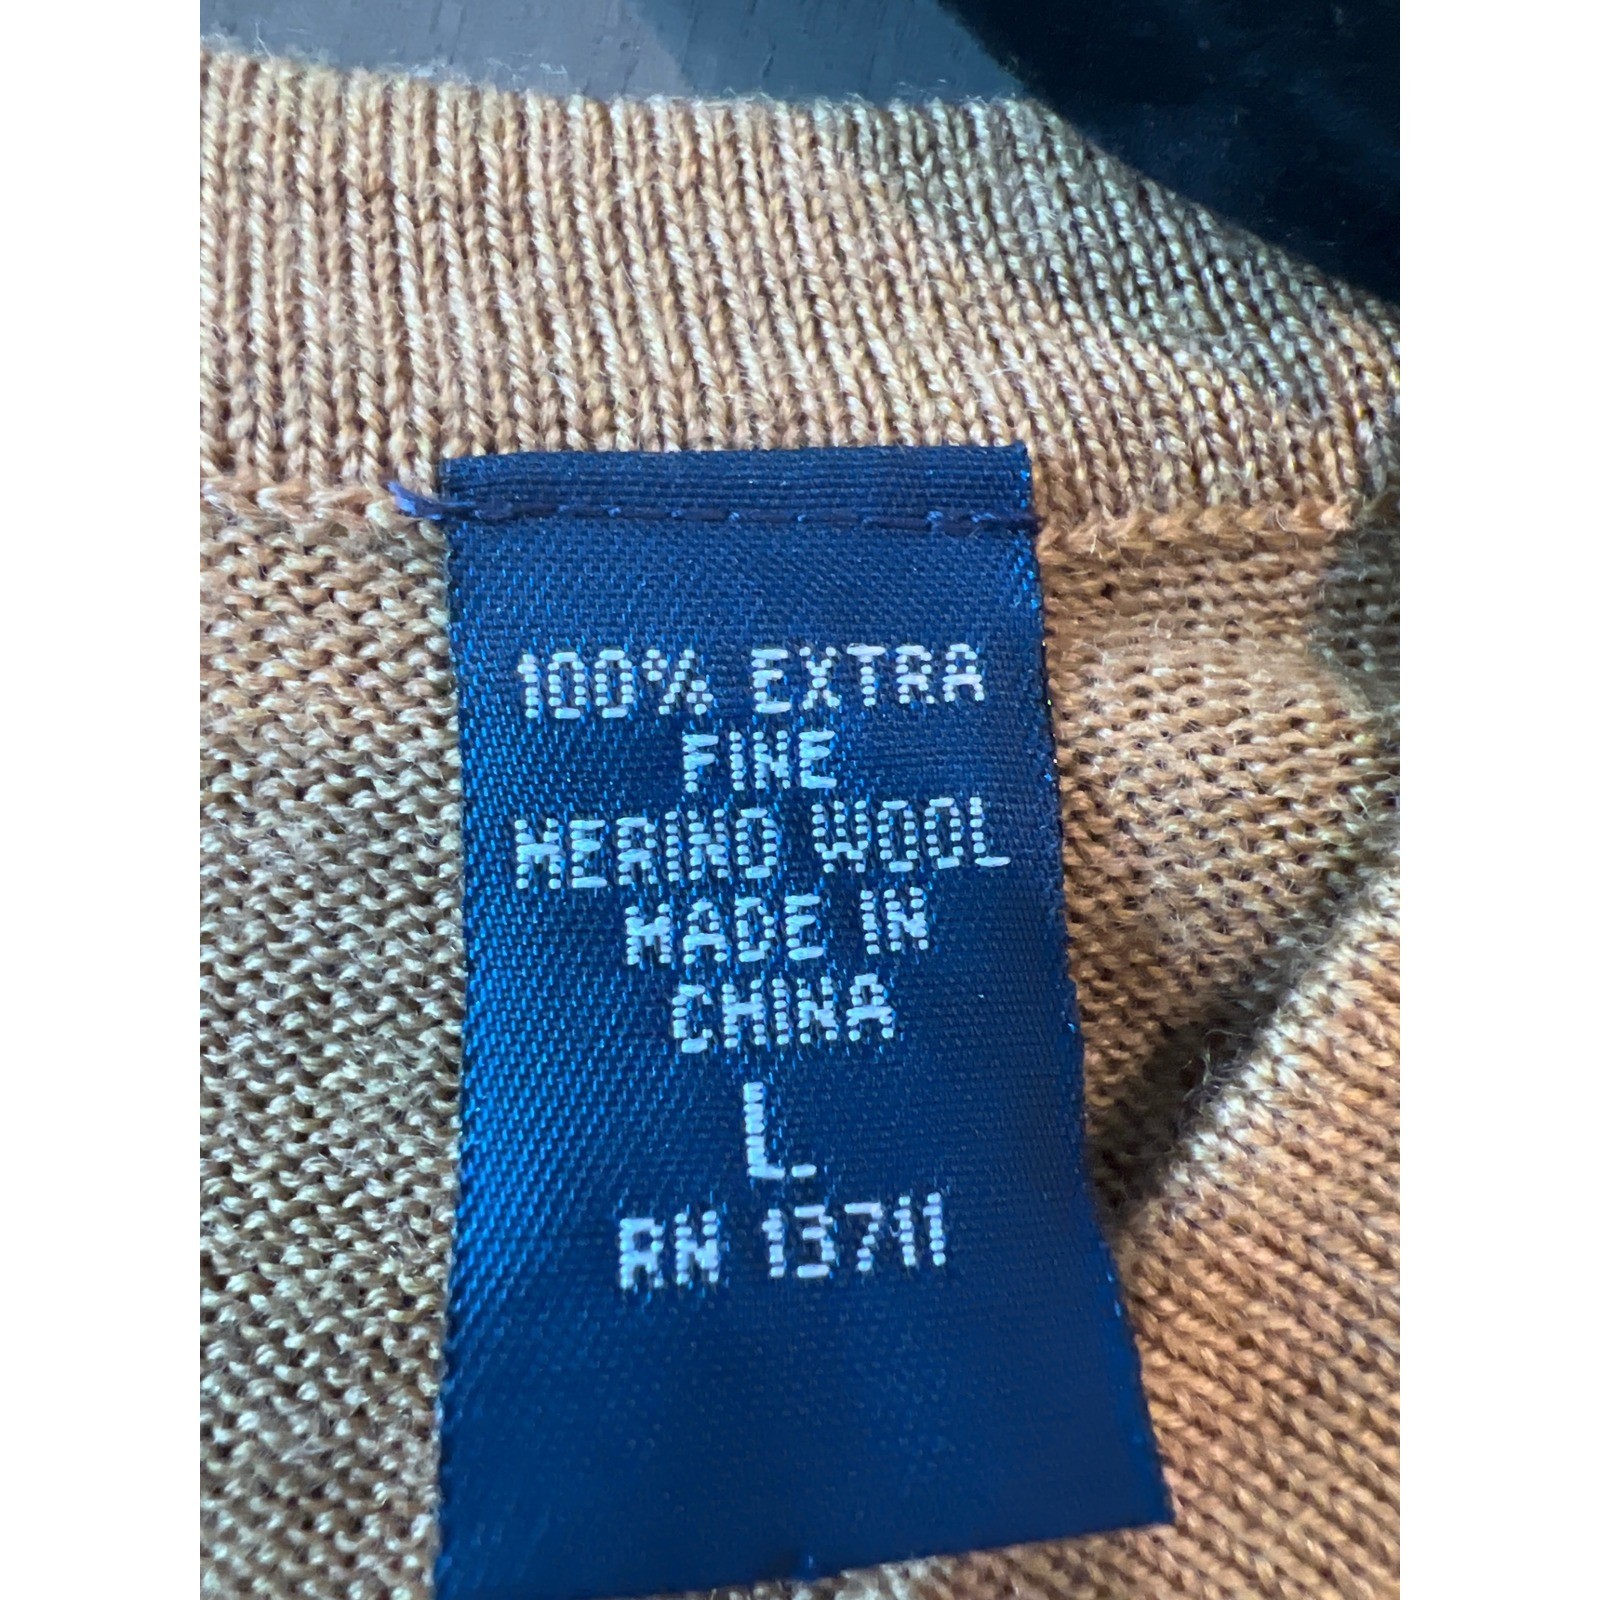 100% EXTRA
FINE
MERINO WOOL
MADE IN
CHINA
L
RN 13711